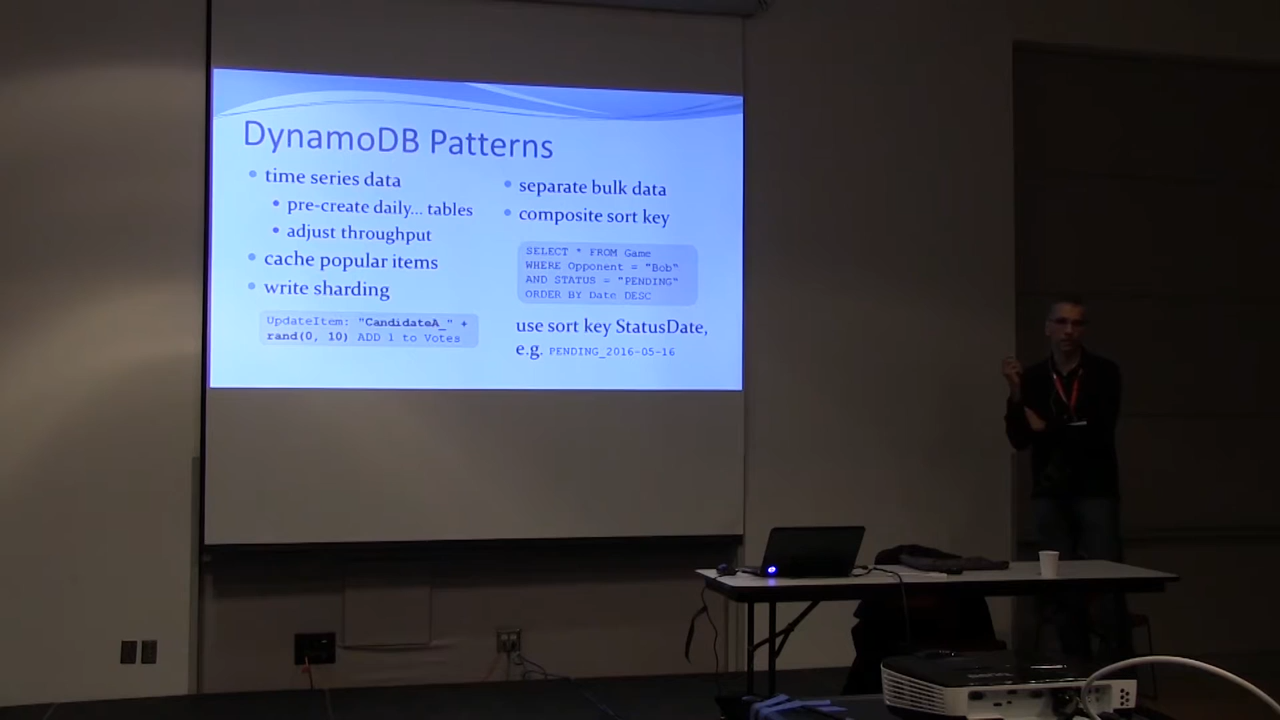 DynamoDB Patterns
time series data
pre-create daily... tables
adjust throughput
cache popular items
write sharding
UpdateItem: "CandidateA_" +
rand(0, 10) ADD 1 to Votes
separate bulk data
composite sort key
SELECT * FROM Game
WHERE Opponent = "Bob"
AND STATUS = "PENDING"
ORDER BY Date DESC
use sort key StatusDate,
e.g. PENDING_2016-05-16